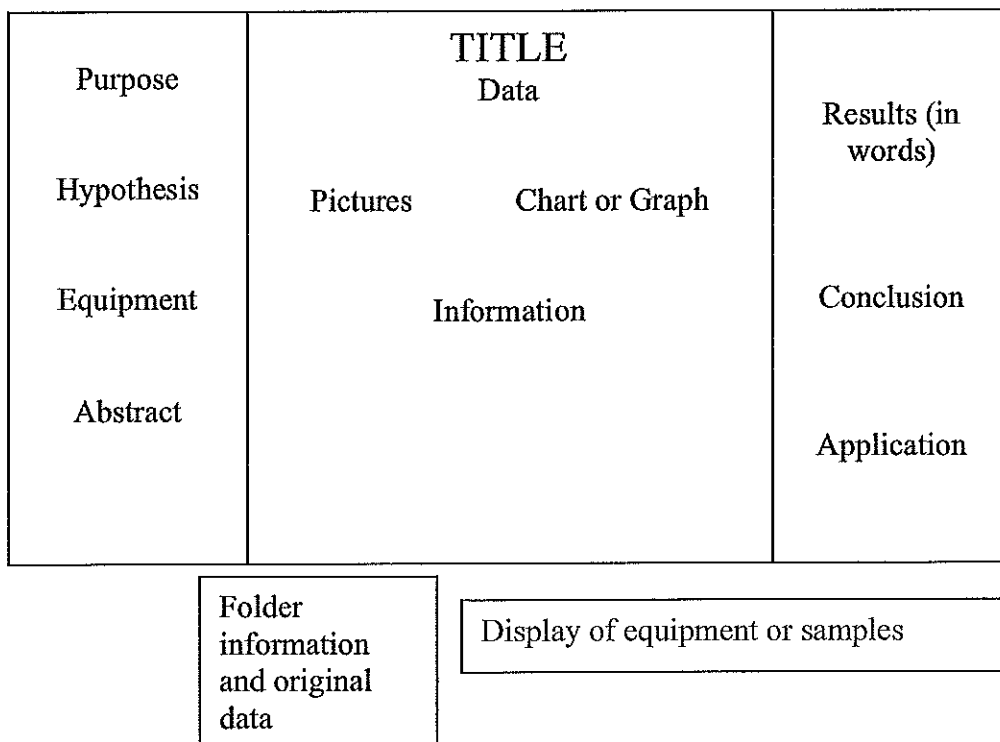 Purpose
Hypothesis
Equipment
Abstract
TITLE
Data
Pictures
Chart or Graph
Information
Results (in
words)
Conclusion
Application
Folder
information
and original
data
Display of equipment or samples